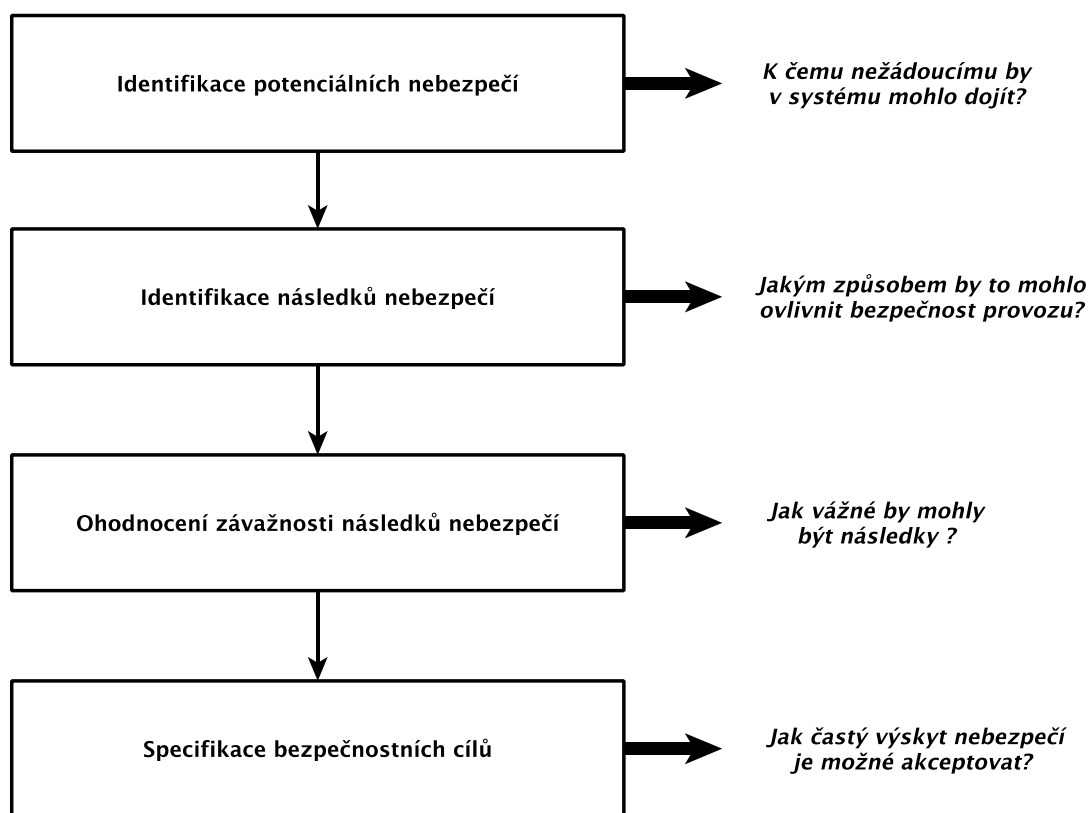 Identifikace potenciálních nebezpečí
K čemu nežádoucímu by
v systému mohlo dojít?
Identifikace následků nebezpečí
Jakým způsobem by to mohlo
ovlivnit bezpečnost provozu?
Ohodnocení závažnosti následků nebezpečí
Jak vážné by mohly
být následky ?
Specifikace bezpečnostních cílů
Jak častý výskyt nebezpečí
je možné akceptovat?